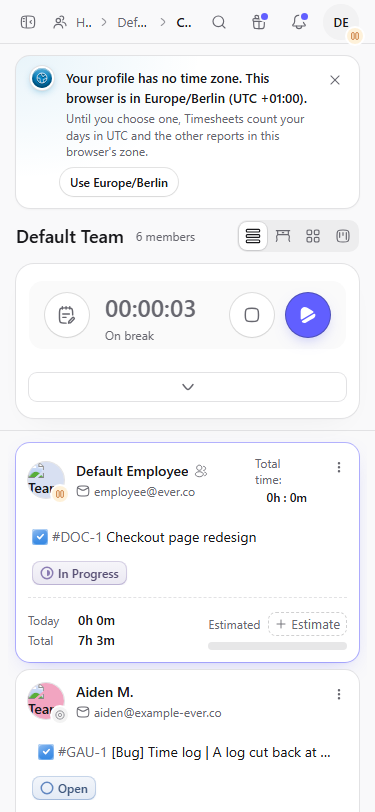 H..
Def...
C..
DE
Your profile has no time zone. This
browser is in Europe/Berlin (UTC +01:00).
Until you choose one, Timesheets count your
days in UTC and the other reports in this
browser's zone.
Use Europe/Berlin
Default Team
6 members
00:00:03
On break
Team
Default Employee
employee@ever.co
Total
time:
0h : 0m
#DOC-1 Checkout page redesign
In Progress
Today 0h 0m
Total 7h 3m
Estimated
+ Estimate
Team
Aiden M.
aiden@example-ever.co
#GAU-1 [Bug] Time log | A log cut back at ...
Open